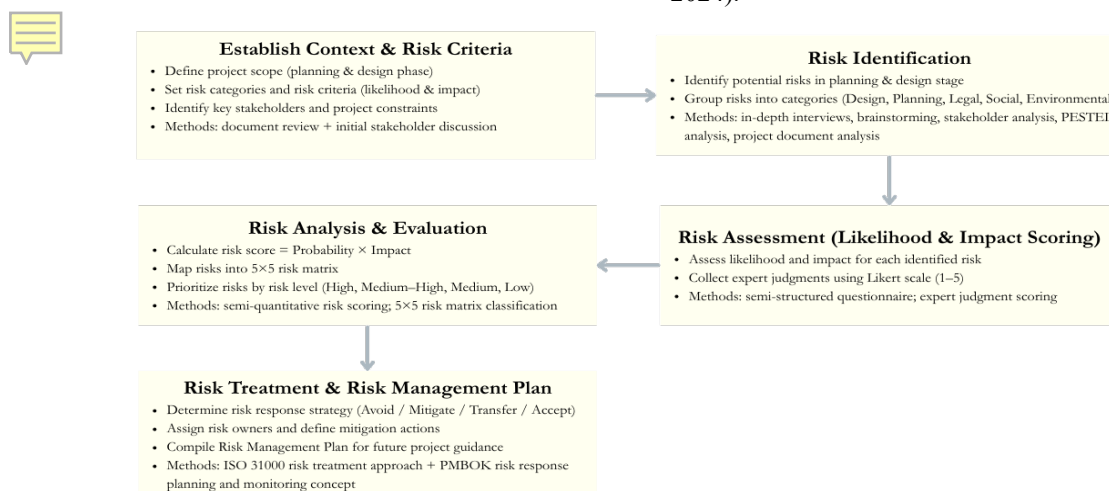 2024).
Establish Context & Risk Criteria
• Define project scope (planning & design phase)
• Set risk categories and risk criteria (likelihood & impact)
• Identify key stakeholders and project constraints
• Methods: document review + initial stakeholder discussion
Risk Identification
• Identify potential risks in planning & design stage
• Group risks into categories (Design, Planning, Legal, Social, Environmental
• Methods: in-depth interviews, brainstorming, stakeholder analysis,
analysis, project document analysis
Risk Assessment (Likelihood & Impact Scoring)
• Assess likelihood and impact for each identified risk
• Collect expert judgments using Likert scale (1–5)
• Methods: semi-structured questionnaire; expert judgment scoring
Risk Analysis & Evaluation
• Calculate risk score = Probability × Impact
• Map risks into 5×5 risk matrix
• Prioritize risks by risk level (High, Medium–High, Medium, Low)
• Methods: semi-quantitative risk scoring; 5×5 risk matrix classification
Risk Treatment & Risk Management Plan
• Determine risk response strategy (Avoid / Mitigate / Transfer / Accept)
• Assign risk owners and define mitigation actions
• Compile Risk Management Plan for future project guidance
• Methods: ISO 31000 risk treatment approach + PMBOK risk response
planning and monitoring concept